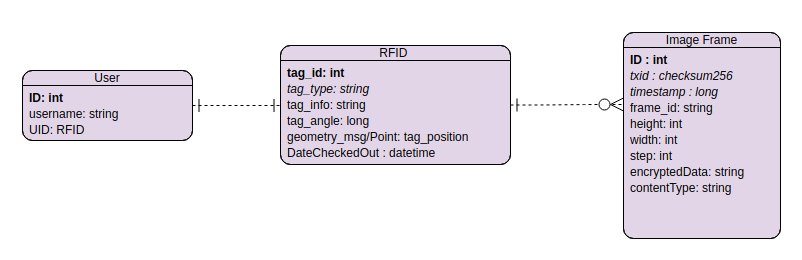 User
ID: int
username: string
UID: RFID
RFID
tag_id: int
tag_type: string
tag_info: string
tag_angle: long
geometry_msg/Point: tag_position
DateCheckedOut : datetime
Image Frame
ID : int
txid : checksum256
timestamp : long
frame_id: string
height: int
width: int
step: int
encryptedData: string
contentType: string